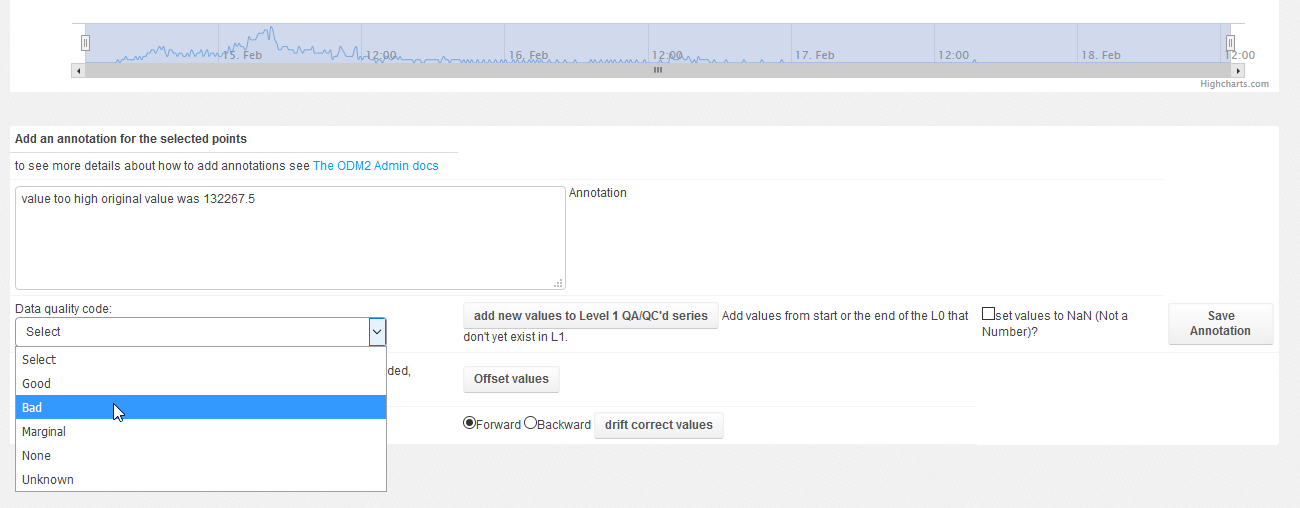 15. Feb
12:00
16. Feb
12:00
17. Feb
12:00
18. Feb
12:00
Highcharts.com
Add an annotation for the selected points
to see more details about how to add annotations see The ODM2 Admin docs
value too high original value was 132267.5
Annotation
Data quality code:
Select
add new values to Level 1 QA/QC'd series Add values from start or the end of the L0 that
don't yet exist in L1.
set values to NaN (Not a
Number)?
Save
Annotation
Select
Good
Bad
Marginal
None
Unknown
ded,
Offset values
Forward Backward drift correct values